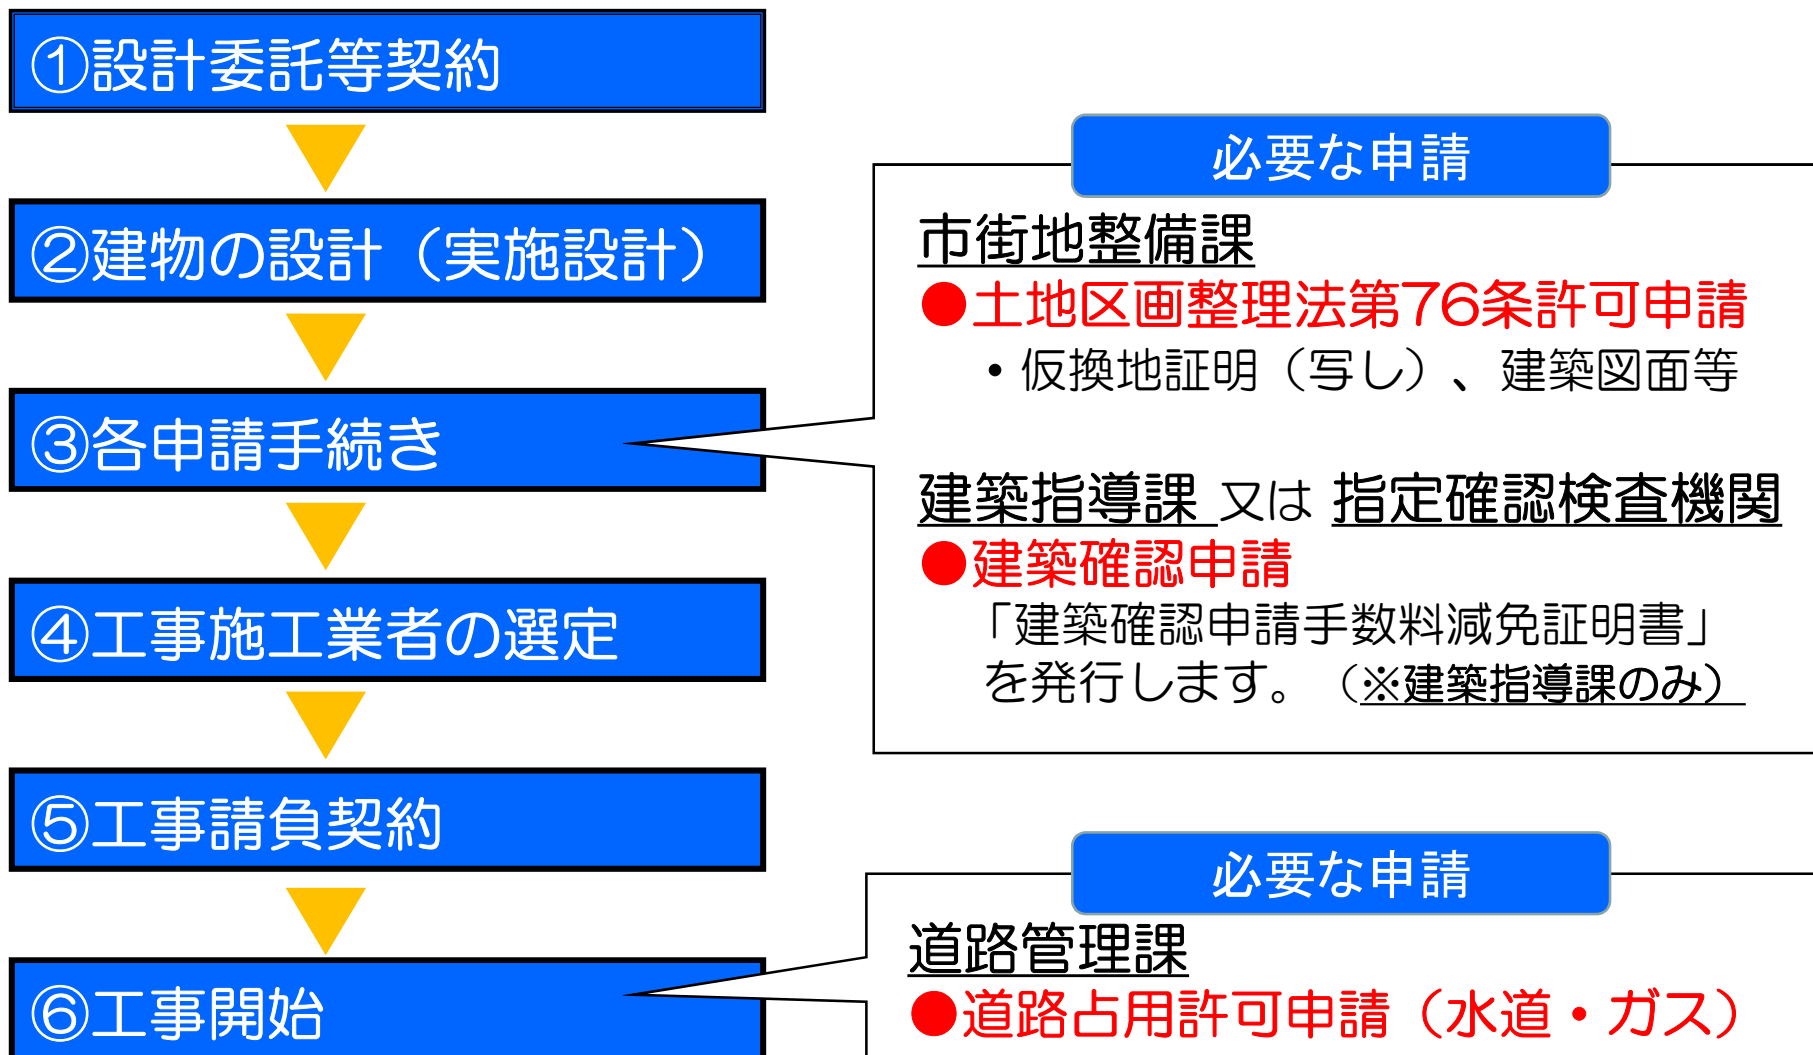 ①設計委託等契約
②建物の設計（実施設計）
③各申請手続き
④工事施工業者の選定
⑤工事請負契約
⑥工事開始
必要な申請
市街地整備課
●土地区画整理法第76条許可申請
・仮換地証明（写し）、建築図面等
建築指導課 又は 指定確認検査機関
●建築確認申請
「建築確認申請手数料減免証明書」
を発行します。（※建築指導課のみ）
必要な申請
道路管理課
●道路占用許可申請（水道・ガス）